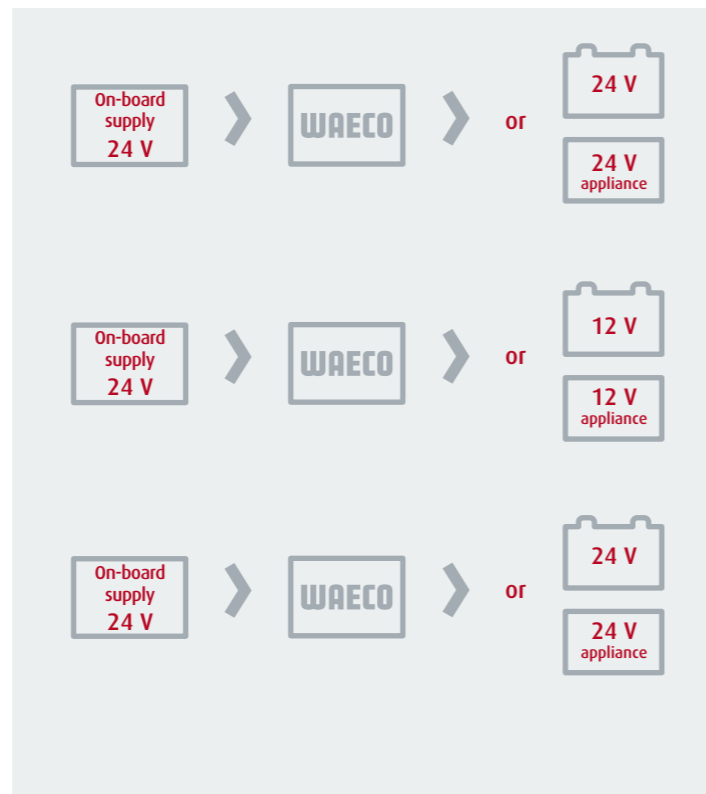 On-board
supply
24 V
WAECO
or
24 V
24 V
appliance
On-board
supply
24 V
WAECO
or
12 V
12 V
appliance
On-board
supply
24 V
WAECO
or
24 V
24 V
appliance